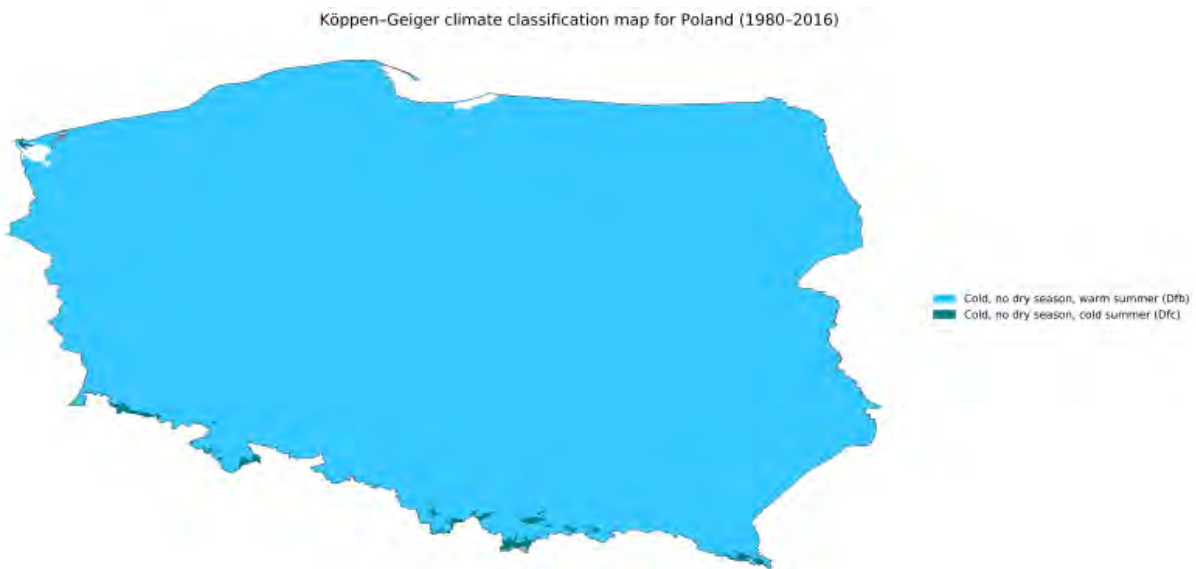 Köppen–Geiger climate classification map for Poland (1980–2016)
Cold, no dry season, warm summer (Dfb)
Cold, no dry season, cold summer (Dfc)